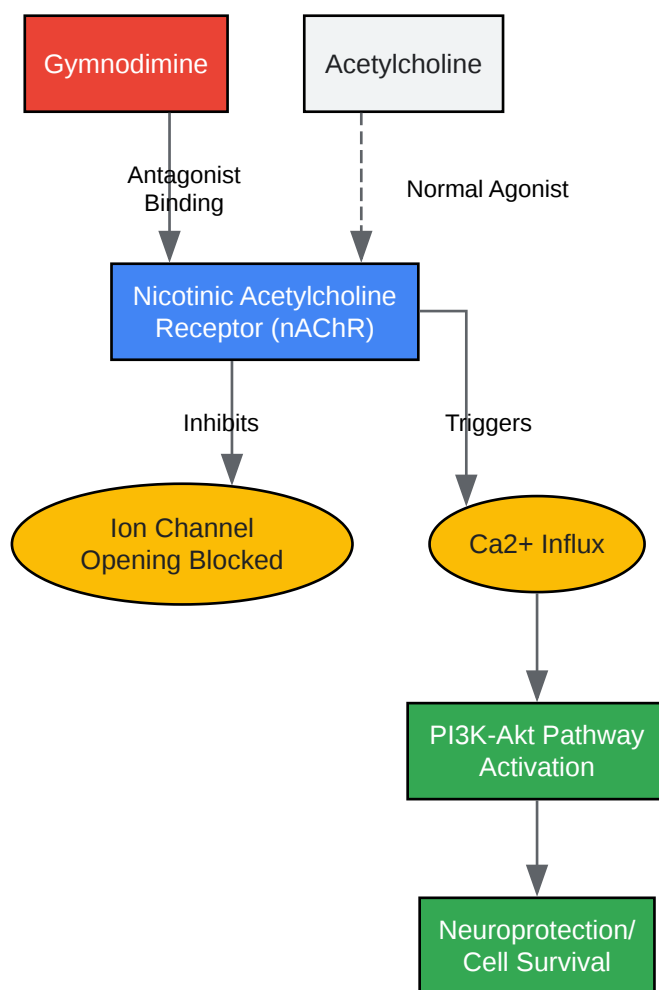 Gymnodimine
Acetylcholine
Antagonist
Binding
Normal Agonist
Nicotinic Acetylcholine
Receptor (nAChR)
Inhibits
Triggers
Ion Channel
Opening Blocked
Ca2+ Influx
PI3K-Akt Pathway
Activation
Neuroprotection/
Cell Survival